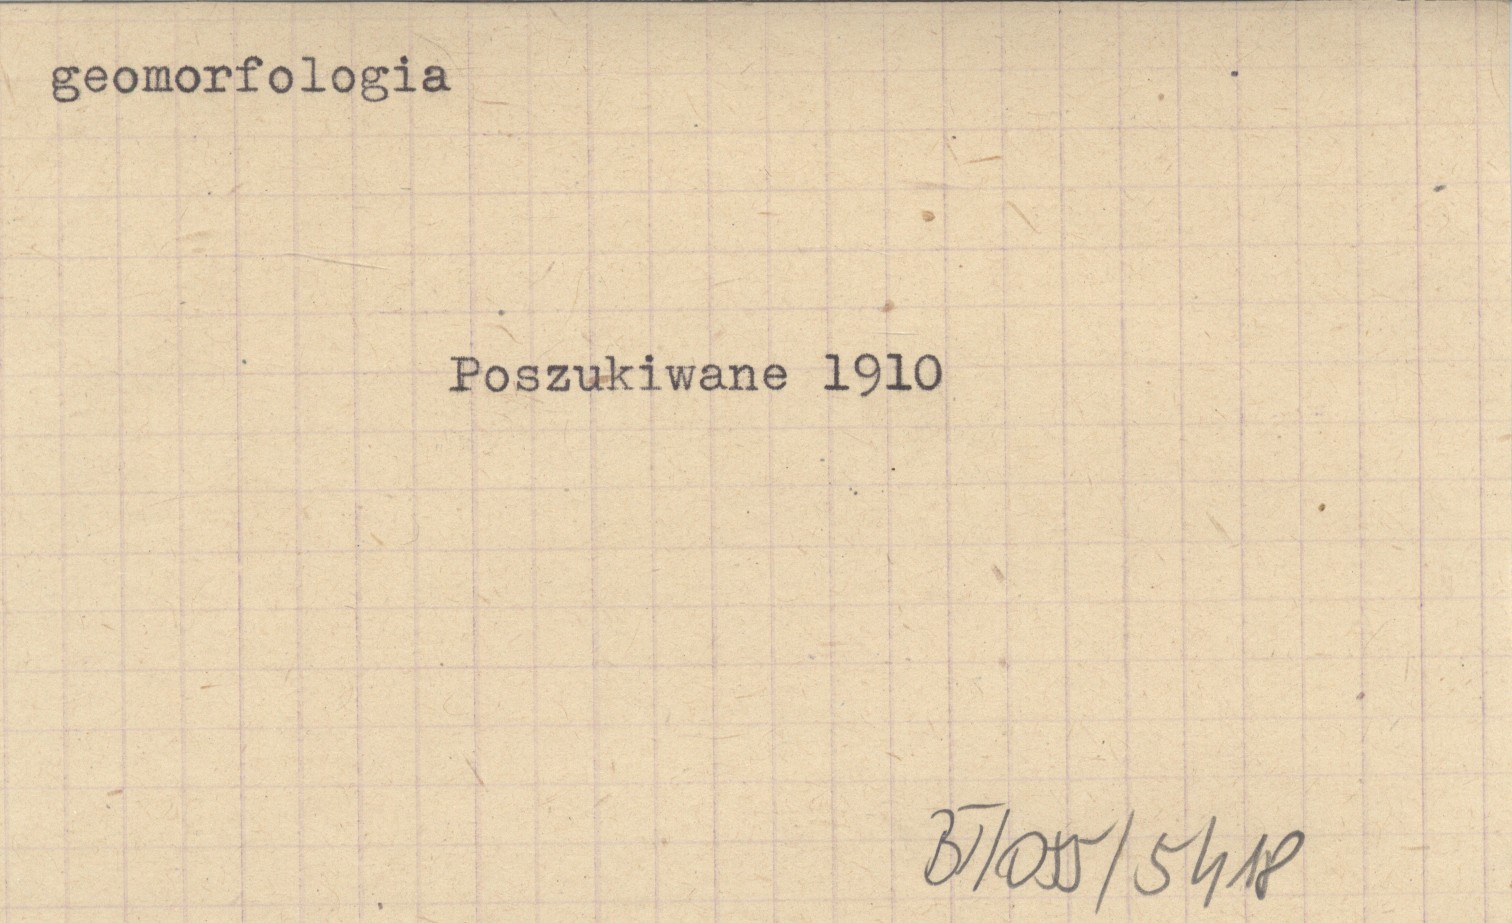 geomorfologia
Poszukiwane 1910
BT/055/5418